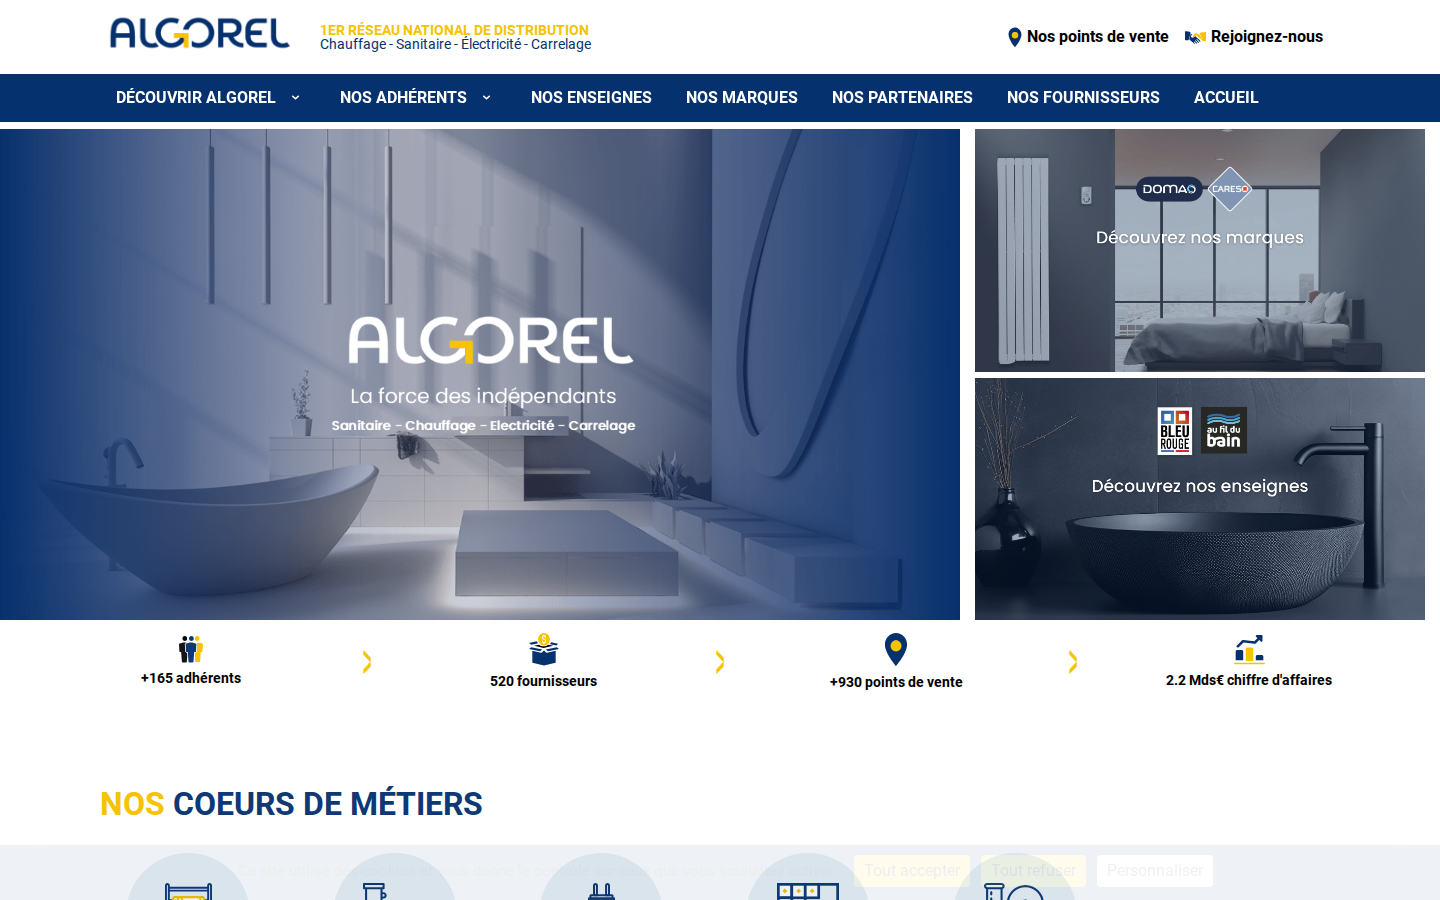 ALGOREL
1ER RÉSEAU NATIONAL DE DISTRIBUTION
Chauffage - Sanitaire - Électricité - Carrelage
Nos points de vente
Rejoignez-nous
DÉCOUVRIR ALGOREL
NOS ADHÉRENTS
NOS ENSEIGNES
NOS MARQUES
NOS PARTENAIRES
NOS FOURNISSEURS
ACCUEIL
ALGOREL
La force des indépendants
Sanitaire - Chauffage - Electricité - Carrelage
DOMAO
CARESO
Découvrez nos marques
BLEU
ROUGE
au fil du
bain
Découvrez nos enseignes
+165 adhérents
520 fournisseurs
+930 points de vente
2.2 Mds€ chiffre d'affaires
NOS COEURS DE MÉTIERS
Tout accepter
Tout refuser
Personnaliser